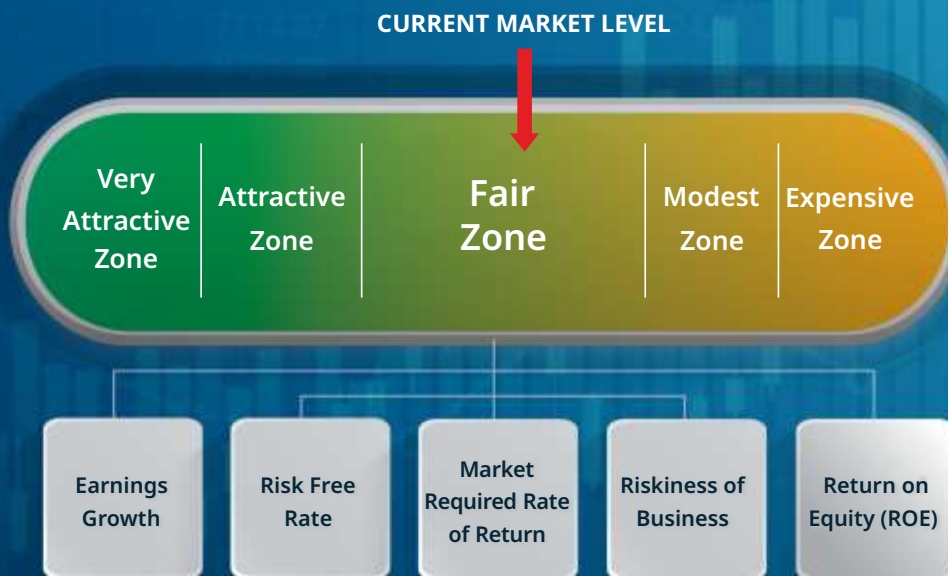 CURRENT MARKET LEVEL
Very
Attractive
Zone
Attractive
Zone
Fair
Zone
Modest
Zone
Expensive
Zone
Earnings
Growth
Risk Free
Rate
Market
Required Rate
of Return
Riskiness of
Business
Return on
Equity (ROE)